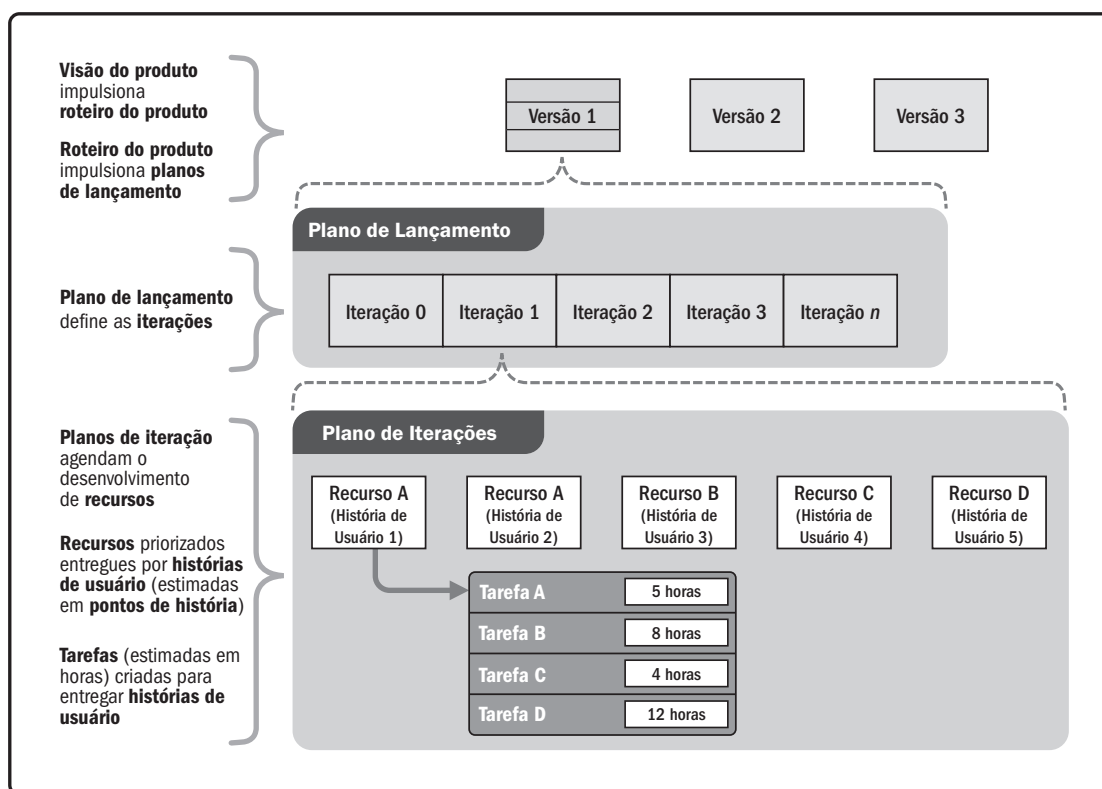 Visão do produto
impulsiona
roteiro do produto
Roteiro do produto
impulsiona planos
de lançamento
Versão 1
Versão 2
Versão 3
Plano de Lançamento
Plano de lançamento
define as iterações
Iteração 0
Iteração 1
Iteração 2
Iteração 3
Iteração n
Plano de Iterações
Planos de iteração
agendam o
desenvolvimento
de recursos
Recursos priorizados
entregues por histórias
de usuário (estimadas
em pontos de história)
Tarefas (estimadas em
horas) criadas para
entregar histórias de
usuário
Recurso A
(História de
Usuário 1)
Recurso A
(História de
Usuário 2)
Recurso B
(História de
Usuário 3)
Recurso C
(História de
Usuário 4)
Recurso D
(História de
Usuário 5)
Tarefa A 5 horas
Tarefa B 8 horas
Tarefa C 4 horas
Tarefa D 12 horas